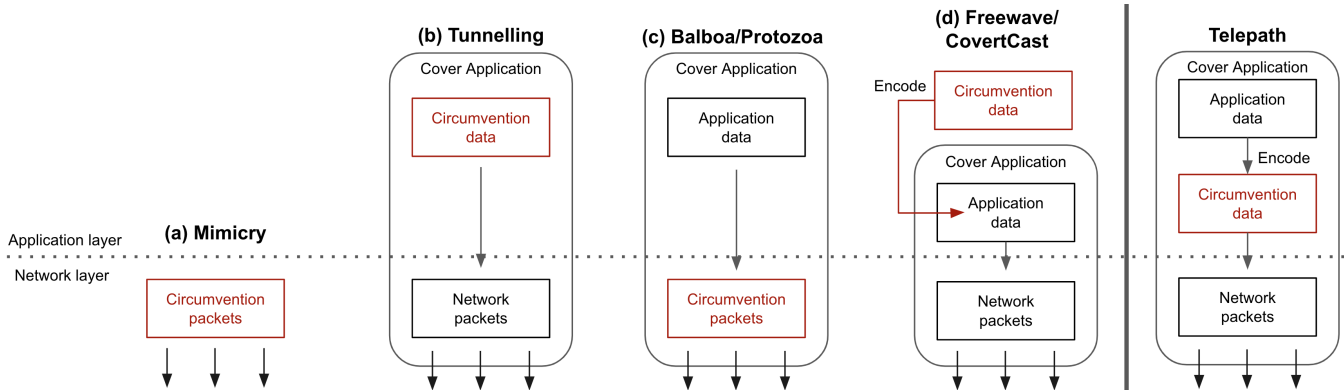 (a) Mimicry
Application layer
Network layer
Circumvention
packets
(b) Tunnelling
Cover Application
Circumvention
data
Network
packets
(c) Balboa/Protozoa
Cover Application
Application
data
Circumvention
packets
(d) Freewave/
CovertCast
Encode
Circumvention
data
Cover Application
Application
data
Network
packets
Telepath
Cover Application
Application
data
Encode
Circumvention
data
Network
packets